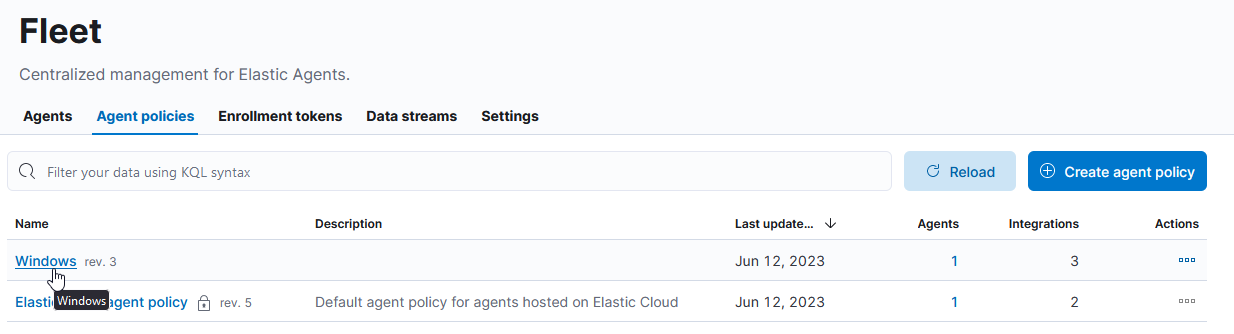 Fleet
Centralized management for Elastic Agents.
Agents Agent policies Enrollment tokens Data streams Settings
Filter your data using KQL syntax Reload Create agent policy
Name Description Last update... Agents Integrations Actions
Windows rev. 3 Jun 12, 2023 1 3
Elastic agent policy rev. 5 Default agent policy for agents hosted on Elastic Cloud Jun 12, 2023 1 2
Windows